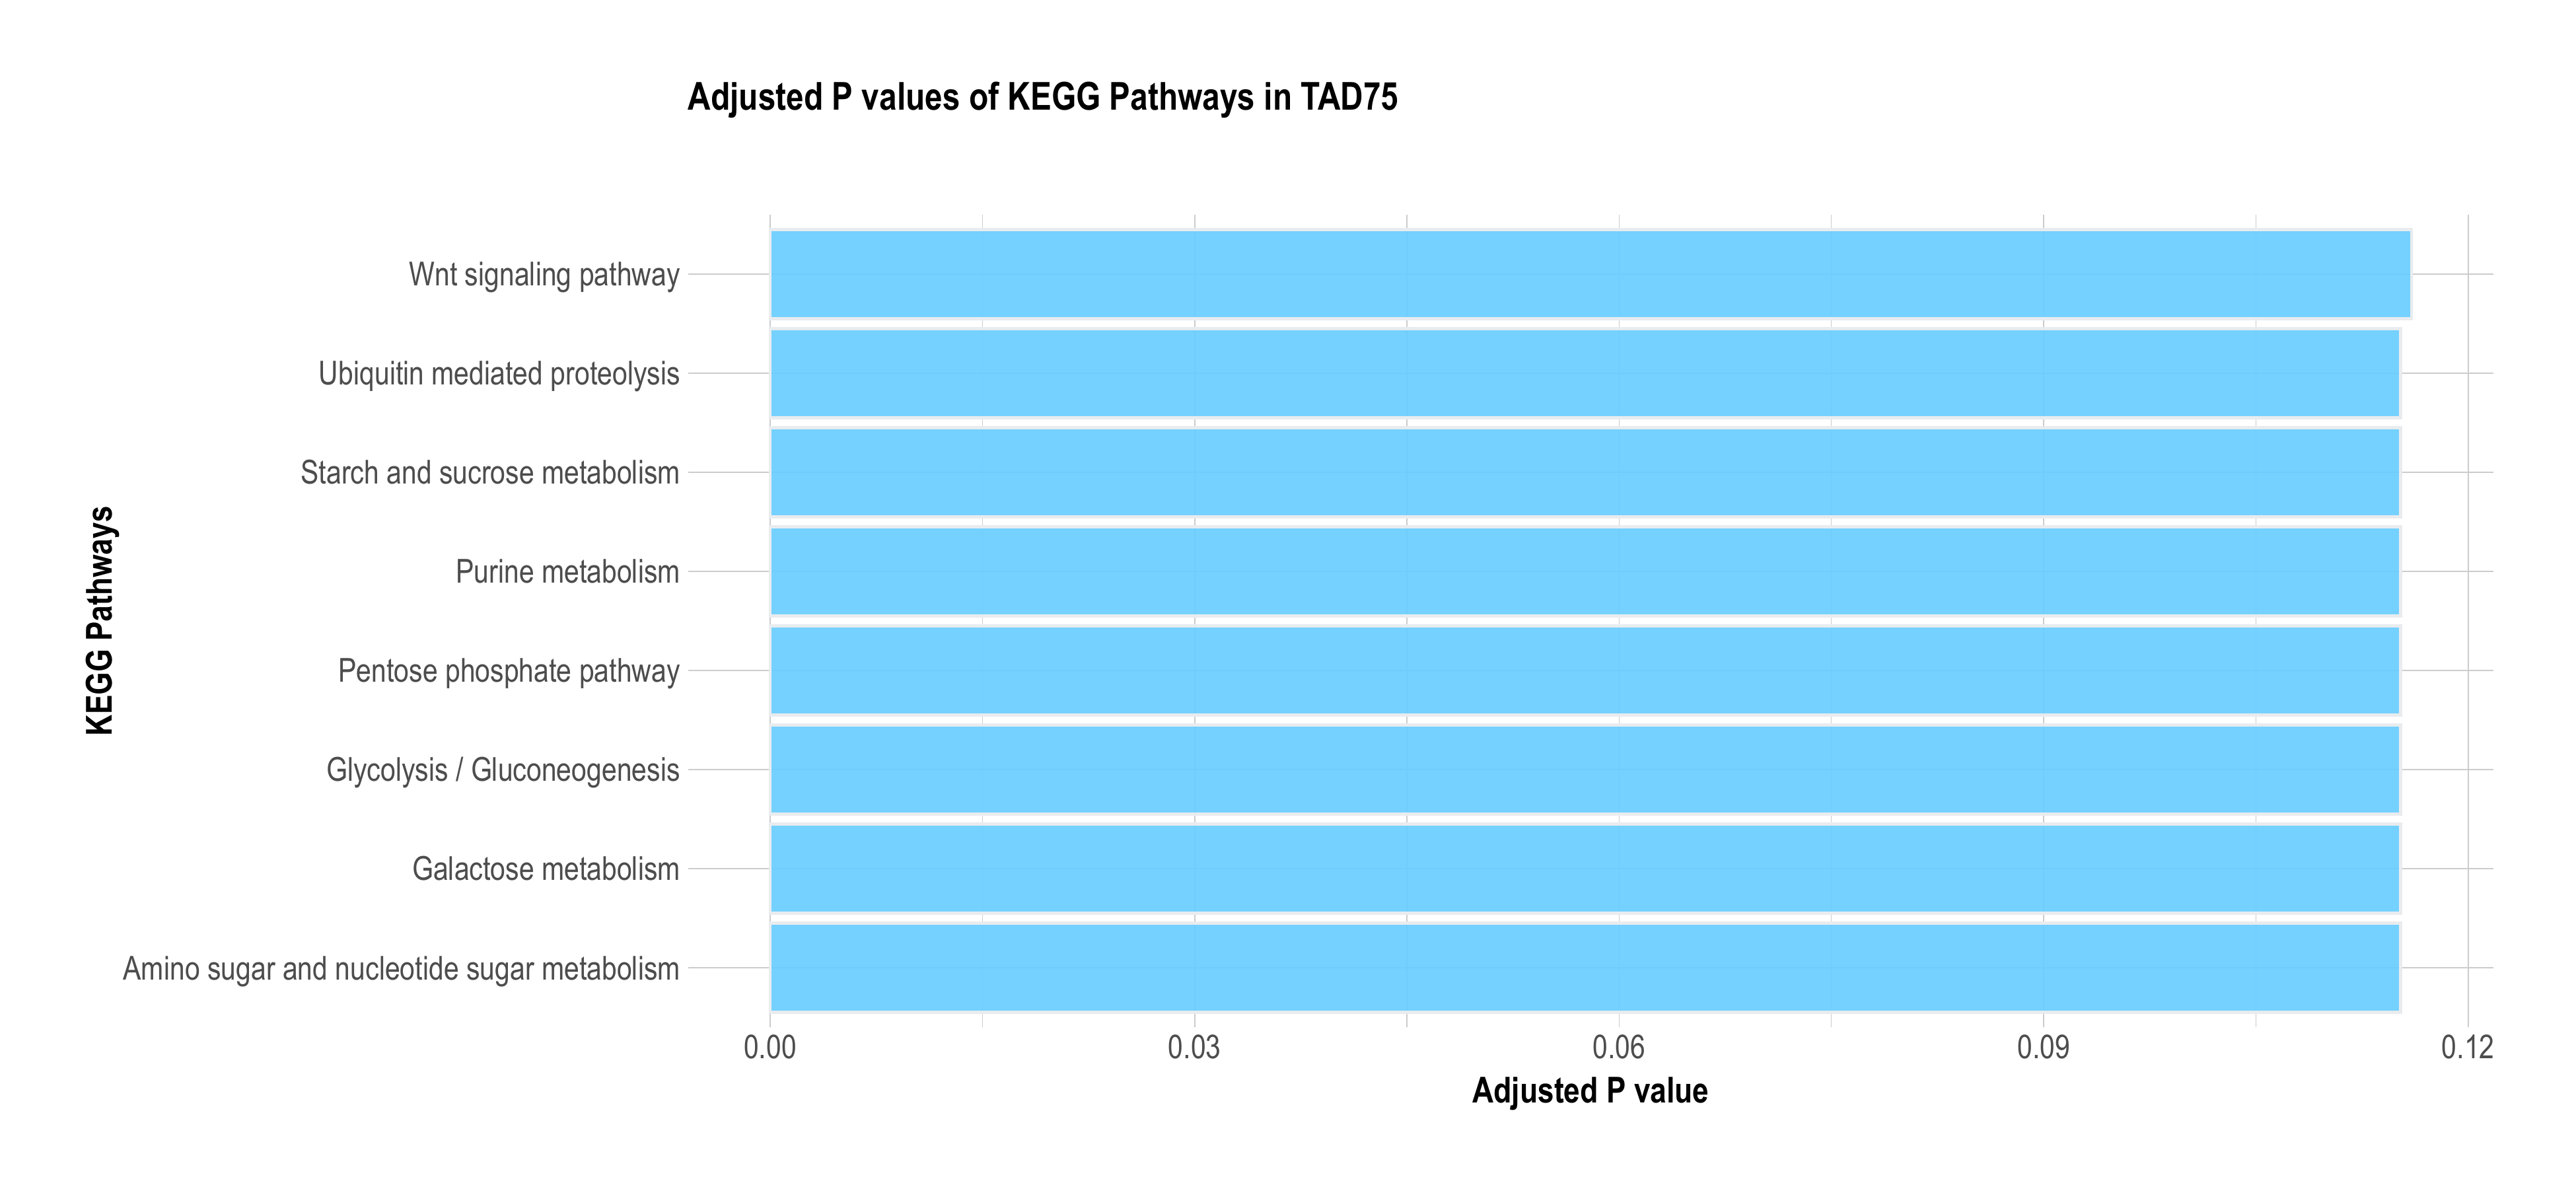 Adjusted P values of KEGG Pathways in TAD75
KEGG Pathways
Wnt signaling pathway
Ubiquitin mediated proteolysis
Starch and sucrose metabolism
Purine metabolism
Pentose phosphate pathway
Glycolysis / Gluconeogenesis
Galactose metabolism
Amino sugar and nucleotide sugar metabolism
0.00 0.03 0.06 0.09 0.12
Adjusted P value